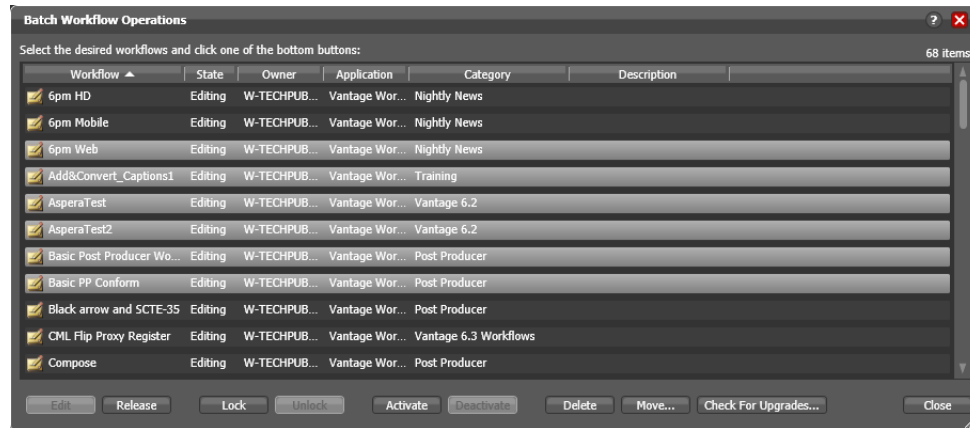 Batch Workflow Operations ?
Select the desired workflows and click one of the bottom buttons:
68 items
Workflow State Owner Application Category Description
6pm HD Editing W-TECHPUB... Vantage Wor... Nightly News
6pm Mobile Editing W-TECHPUB... Vantage Wor... Nightly News
6pm Web Editing W-TECHPUB... Vantage Wor... Nightly News
Add&Convert_Captions1 Editing W-TECHPUB... Vantage Wor... Training
AsperaTest Editing W-TECHPUB... Vantage Wor... Vantage 6.2
AsperaTest2 Editing W-TECHPUB... Vantage Wor... Vantage 6.2
Basic Post Producer Wo... Editing W-TECHPUB... Vantage Wor... Post Producer
Basic PP Conform Editing W-TECHPUB... Vantage Wor... Post Producer
Black arrow and SCTE-35 Editing W-TECHPUB... Vantage Wor... Post Producer
CML Flip Proxy Register Editing W-TECHPUB... Vantage Wor... Vantage 6.3 Workflows
Compose Editing W-TECHPUB... Vantage Wor... Post Producer
Edit Release Lock Unlock Activate Deactivate Delete Move... Check For Upgrades... Close